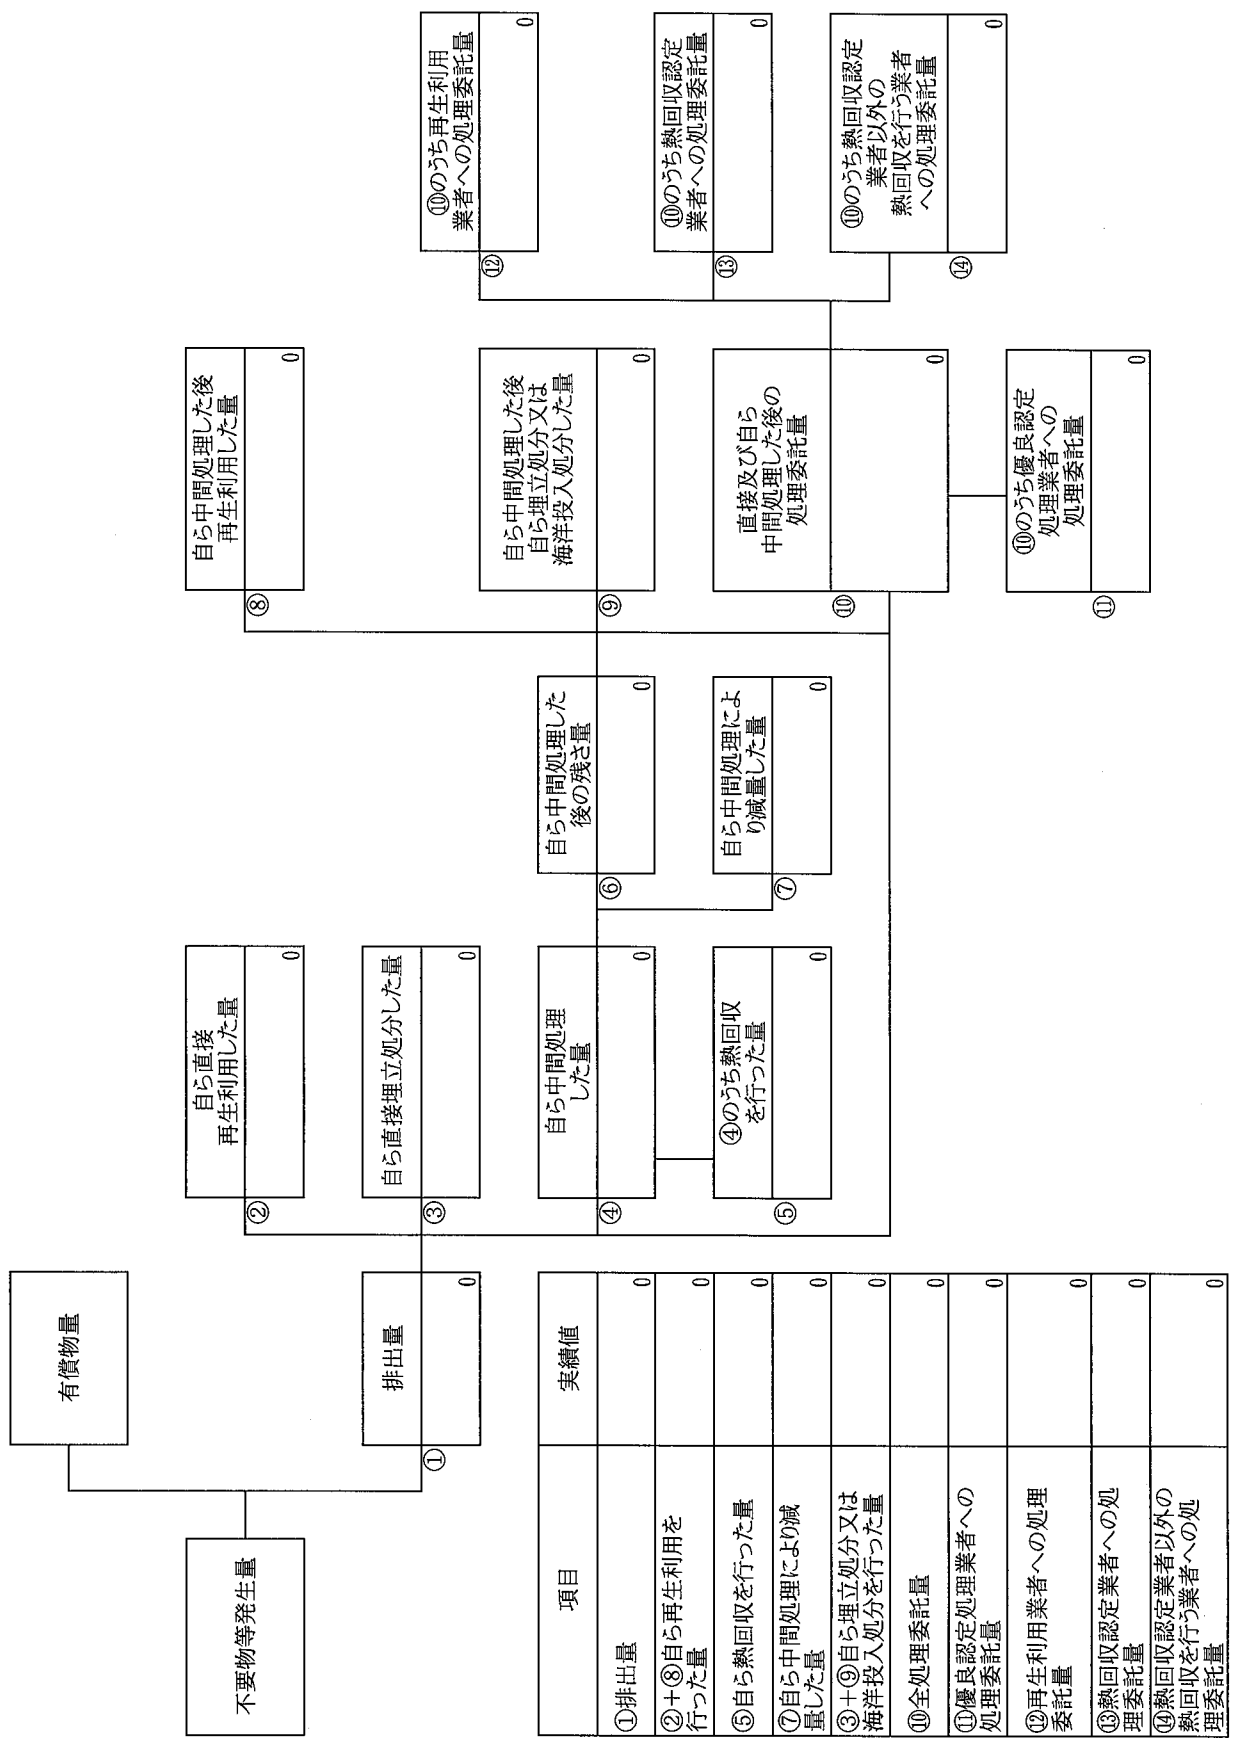 不要物等発生量
有償物量
排出量
①
0
自ら直接
再生利用した量
②
0
自ら直接埋立処分した量
③
0
自ら中間処理
した量
④
0
④のうち熱回収
を行った量
⑤
0
自ら中間処理した
後の残さ量
⑥
0
自ら中間処理によ
り減量した量
⑦
0
自ら中間処理した後
再生利用した量
⑧
0
自ら中間処理した後
自ら埋立処分又は
海洋投入処分した量
⑨
0
直接及び自ら
中間処理した後の
処理委託量
⑩
0
⑩のうち優良認定
処理業者への
処理委託量
⑪
0
⑩のうち再生利用
業者への処理委託量
⑫
0
⑩のうち熱回収認定
業者への処理委託量
⑬
0
⑩のうち熱回収認定
業者以外の
熱回収を行う業者
への処理委託量
⑭
0
項目 実績値
①排出量 0
②+⑧自ら再生利用を
行った量 0
⑤自ら熱回収を行った量 0
⑦自ら中間処理により減
量した量 0
③+⑨自ら埋立処分又は
海洋投入処分を行った量 0
⑩全処理委託量 0
⑪優良認定処理業者への
処理委託量 0
⑫再生利用業者への処理
委託量 0
⑬熱回収認定業者への処
理委託量 0
⑭熱回収認定業者以外の
熱回収を行う業者への処
理委託量 0